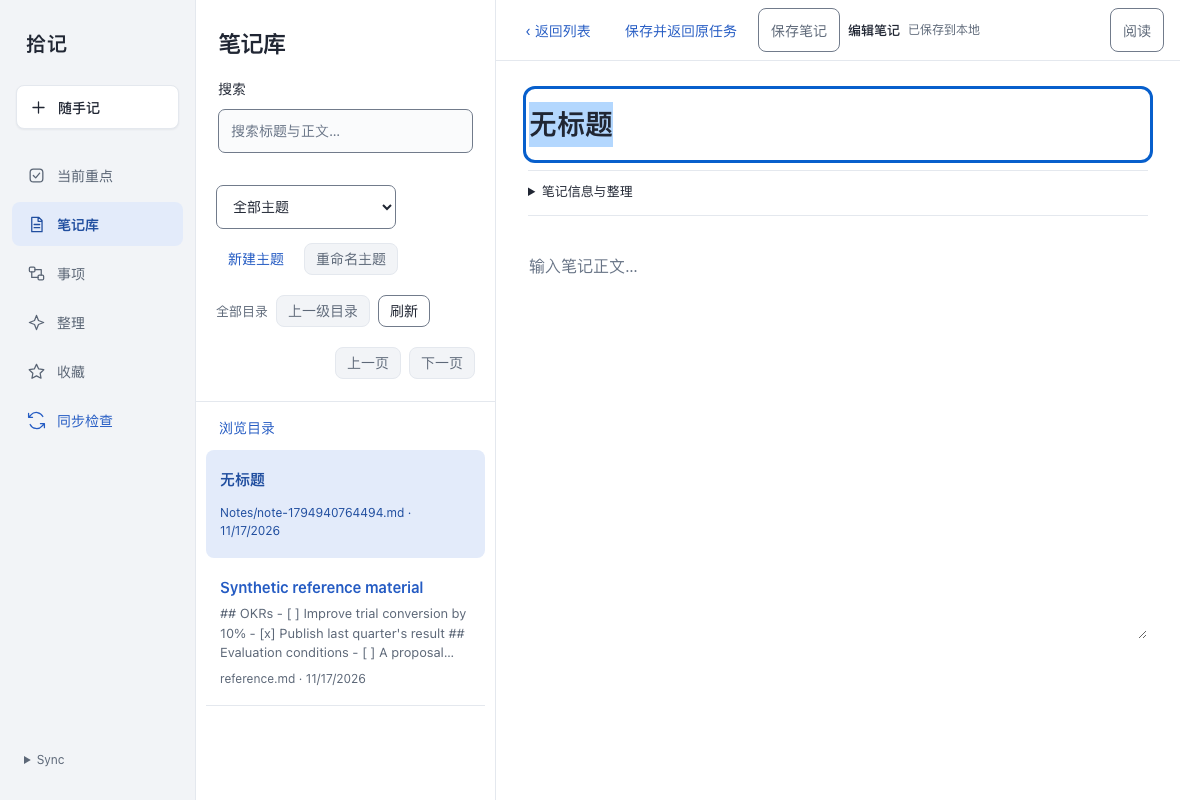 拾记
随手记
当前重点
笔记库
事项
整理
收藏
同步检查
Sync
笔记库
搜索
搜索标题与正文...
全部主题
新建主题 重命名主题
全部目录 上一级目录 刷新
上一页 下一页
浏览目录
无标题
Notes/note-1794940764494.md ·
11/17/2026
Synthetic reference material
## OKRs - [ ] Improve trial conversion by
10% - [x] Publish last quarter's result ##
Evaluation conditions - [ ] A proposal...
reference.md · 11/17/2026
‹ 返回列表 保存并返回原任务 保存笔记 编辑笔记 已保存到本地 阅读
无标题
笔记信息与整理
输入笔记正文...